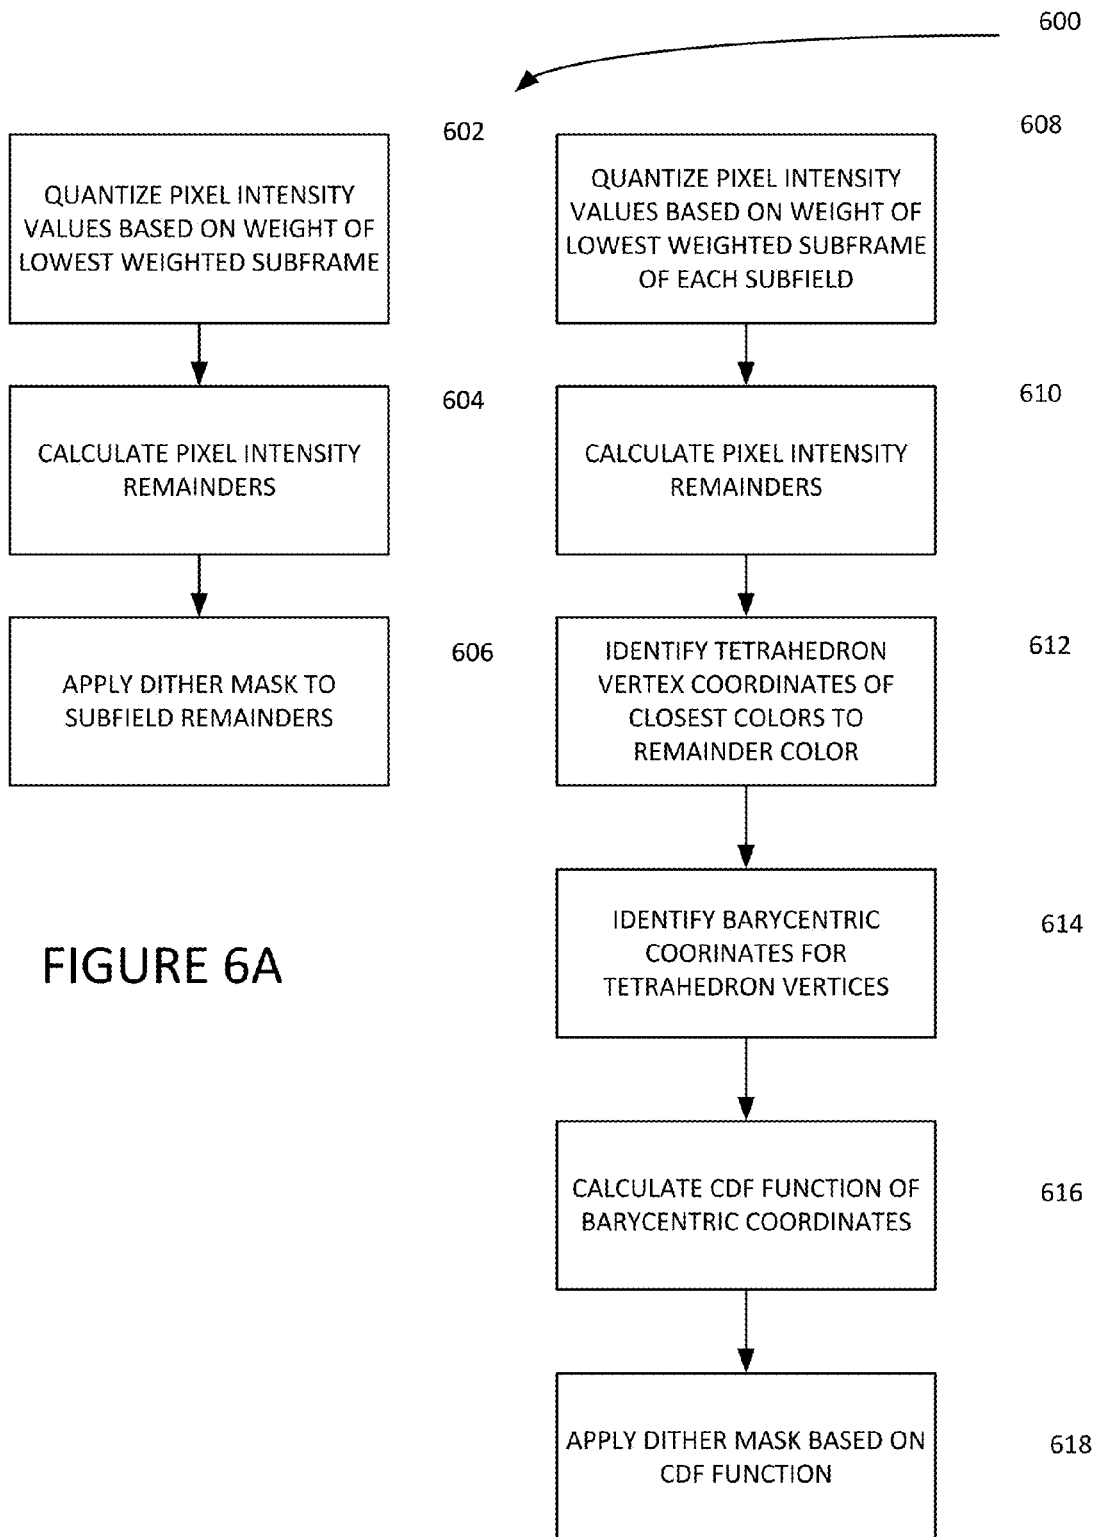 600
602
QUANTIZE PIXEL INTENSITY
VALUES BASED ON WEIGHT OF
LOWEST WEIGHTED SUBFRAME
604
CALCULATE PIXEL INTENSITY
REMAINDERS
606
APPLY DITHER MASK TO
SUBFIELD REMAINDERS
608
QUANTIZE PIXEL INTENSITY
VALUES BASED ON WEIGHT OF
LOWEST WEIGHTED SUBFRAME
OF EACH SUBFIELD
610
CALCULATE PIXEL INTENSITY
REMAINDERS
612
IDENTIFY TETRAHEDRON
VERTEX COORDINATES OF
CLOSEST COLORS TO
REMAINDER COLOR
614
IDENTIFY BARYCENTRIC
COORINATES FOR
TETRAHEDRON VERTICES
616
CALCULATE CDF FUNCTION OF
BARYCENTRIC COORDINATES
618
APPLY DITHER MASK BASED ON
CDF FUNCTION
FIGURE 6A